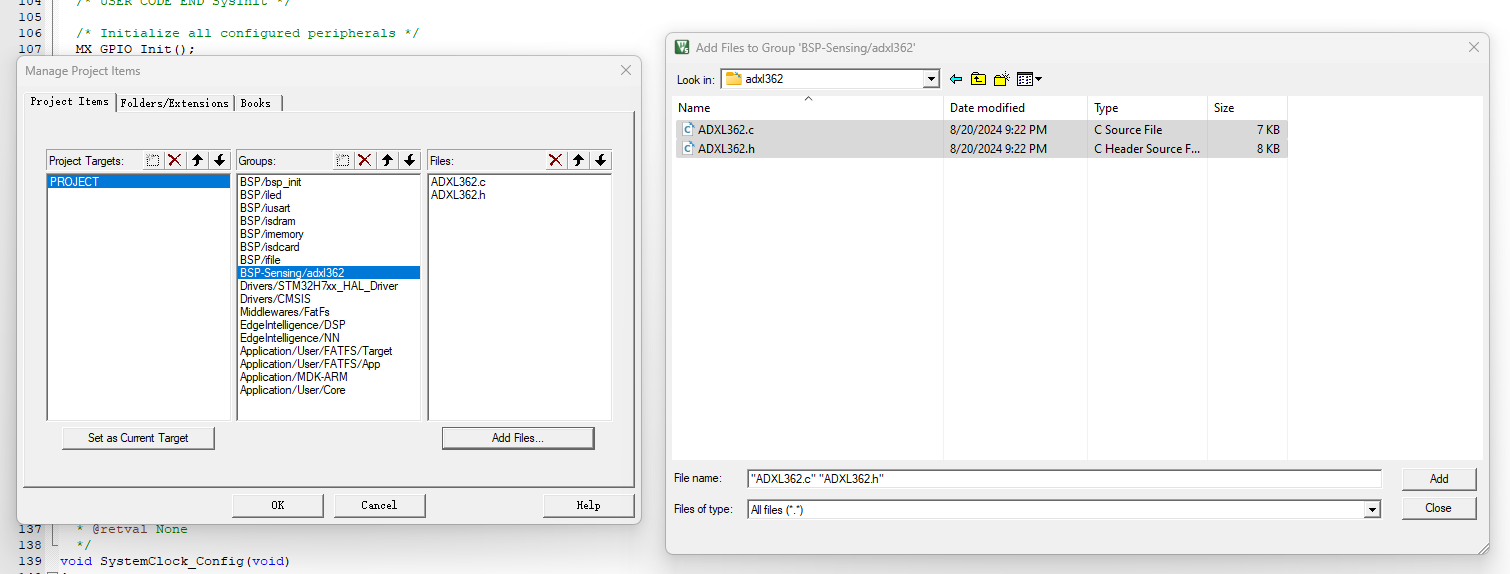 104 /* USER CODE END SysInit */
105
106 /* Initialize all configured peripherals */
107 MX_GPIO_Init();
Manage Project Items
Project Items Folders/Extensions Books
Project Targets:
PROJECT
Set as Current Target
Groups:
BSP/bsp_init
BSP/iled
BSP/iusart
BSP/isdram
BSP/imemory
BSP/isdcard
BSP/ifile
BSP-Sensing/adxl362
Drivers/STM32H7xx_HAL_Driver
Drivers/CMSIS
Middlewares/FatFs
EdgeIntelligence/DSP
EdgeIntelligence/NN
Application/User/FATFS/Target
Application/User/FATFS/App
Application/MDK-ARM
Application/User/Core
Files:
ADXL362.c
ADXL362.h
Add Files...
OK Cancel Help
137 * @retval None
138 */
139 void SystemClock_Config(void)
Add Files to Group 'BSP-Sensing/adxl362'
Look in: adxl362
Name Date modified Type Size
ADXL362.c 8/20/2024 9:22 PM C Source File 7 KB
ADXL362.h 8/20/2024 9:22 PM C Header Source F... 8 KB
File name: "ADXL362.c" "ADXL362.h" Add
Files of type: All files (*.*) Close